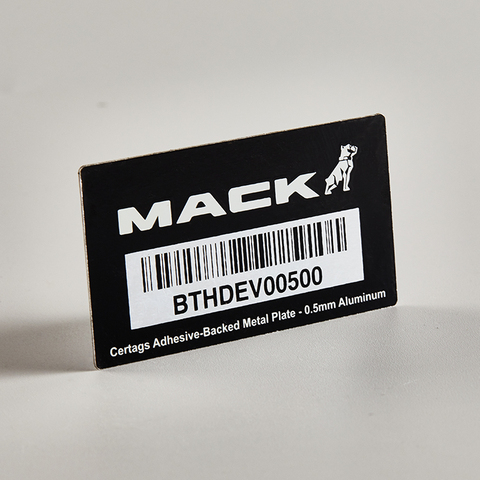 MACK
BTHDEV00500
Certags Adhesive-Backed Metal Plate - 0.5mm Aluminum